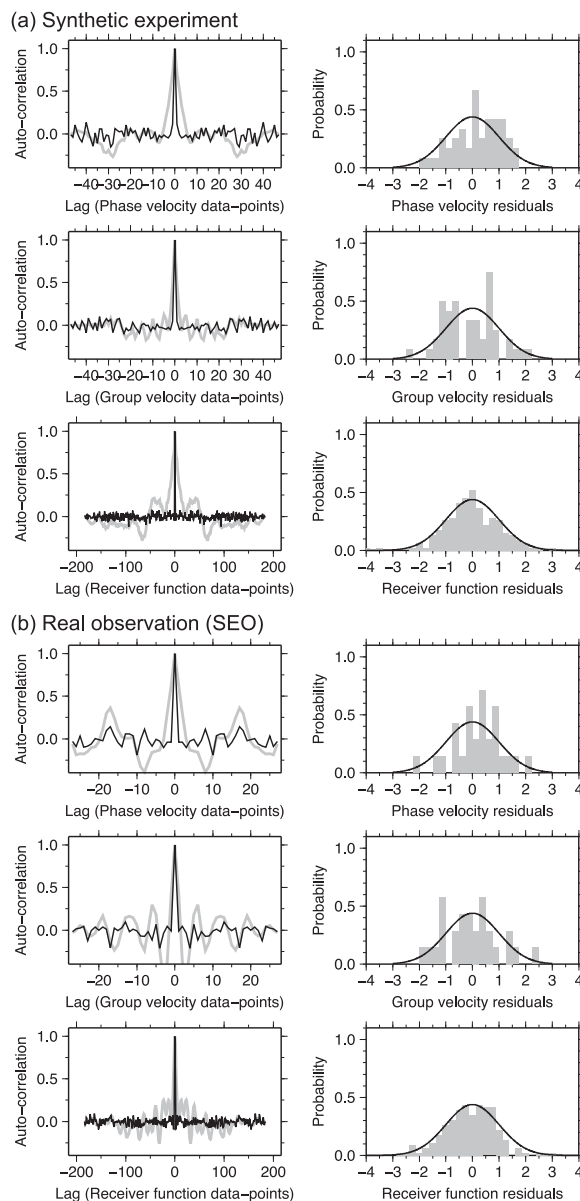 (a) Synthetic experiment
Auto−correlation
1.0
0.5
0.0
−40−30−20−10 0 10 20 30 40
Lag (Phase velocity data−points)
Probability
1.0
0.5
0.0
−4 −3 −2 −1 0 1 2 3 4
Phase velocity residuals
Auto−correlation
1.0
0.5
0.0
−40−30−20−10 0 10 20 30 40
Lag (Group velocity data−points)
Probability
1.0
0.5
0.0
−4 −3 −2 −1 0 1 2 3 4
Group velocity residuals
Auto−correlation
1.0
0.5
0.0
−200 −100 0 100 200
Lag (Receiver function data−points)
Probability
1.0
0.5
0.0
−4 −3 −2 −1 0 1 2 3 4
Receiver function residuals
(b) Real observation (SEO)
Auto−correlation
1.0
0.5
0.0
−20 −10 0 10 20
Lag (Phase velocity data−points)
Probability
1.0
0.5
0.0
−4 −3 −2 −1 0 1 2 3 4
Phase velocity residuals
Auto−correlation
1.0
0.5
0.0
−20 −10 0 10 20
Lag (Group velocity data−points)
Probability
1.0
0.5
0.0
−4 −3 −2 −1 0 1 2 3 4
Group velocity residuals
Auto−correlation
1.0
0.5
0.0
−200 −100 0 100 200
Lag (Receiver function data−points)
Probability
1.0
0.5
0.0
−4 −3 −2 −1 0 1 2 3 4
Receiver function residuals